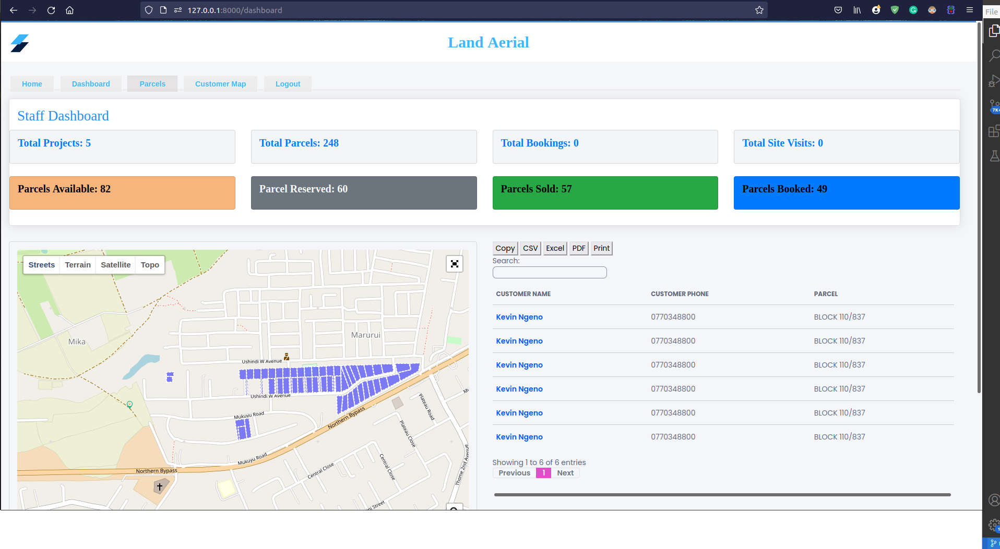 127.0.0.1:8000/dashboard
File
Land Aerial
Home
Dashboard
Parcels
Customer Map
Logout
Staff Dashboard
Total Projects: 5
Total Parcels: 248
Total Bookings: 0
Total Site Visits: 0
Parcels Available: 82
Parcel Reserved: 60
Parcels Sold: 57
Parcels Booked: 49
Streets
Terrain
Satellite
Topo
Mika
Marurui
Ushindi W Avenue
Ushindi W Avenue
Mukuyu Road
Northern Bypass
Plateau Road
Plateau Close
Mukuyu Road
Central Close
Central Close
Northern Bypass
Copy
CSV
Excel
PDF
Print
Search:
CUSTOMER NAME CUSTOMER PHONE PARCEL
Kevin Ngeno 0770348800 BLOCK 110/837
Kevin Ngeno 0770348800 BLOCK 110/837
Kevin Ngeno 0770348800 BLOCK 110/837
Kevin Ngeno 0770348800 BLOCK 110/837
Kevin Ngeno 0770348800 BLOCK 110/837
Kevin Ngeno 0770348800 BLOCK 110/837
Showing 1 to 6 of 6 entries
Previous 1 Next
7K+